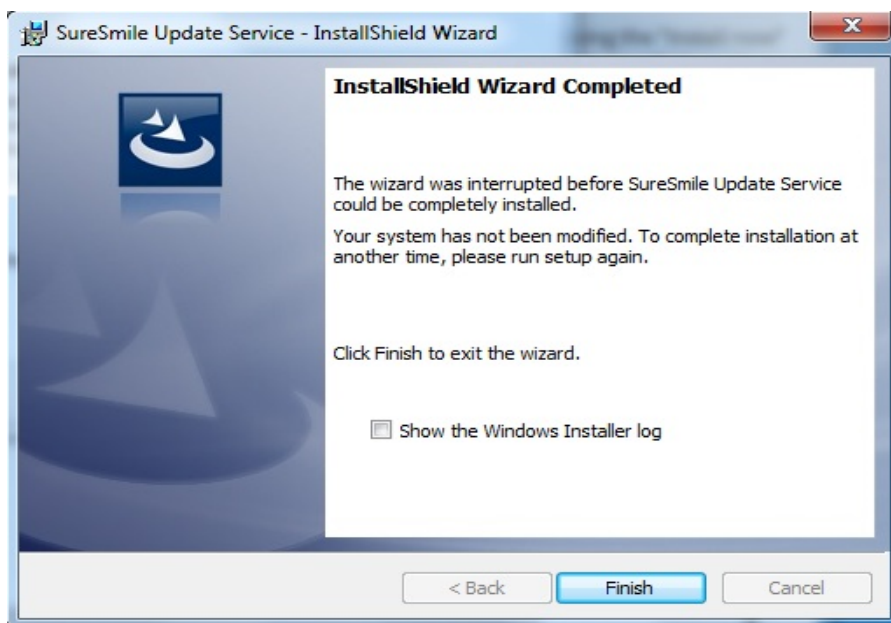 SureSmile Update Service - InstallShield Wizard
InstallShield Wizard Completed
The wizard was interrupted before SureSmile Update Service
could be completely installed.
Your system has not been modified. To complete installation at
another time, please run setup again.
Click Finish to exit the wizard.
Show the Windows Installer log
< Back
Finish
Cancel